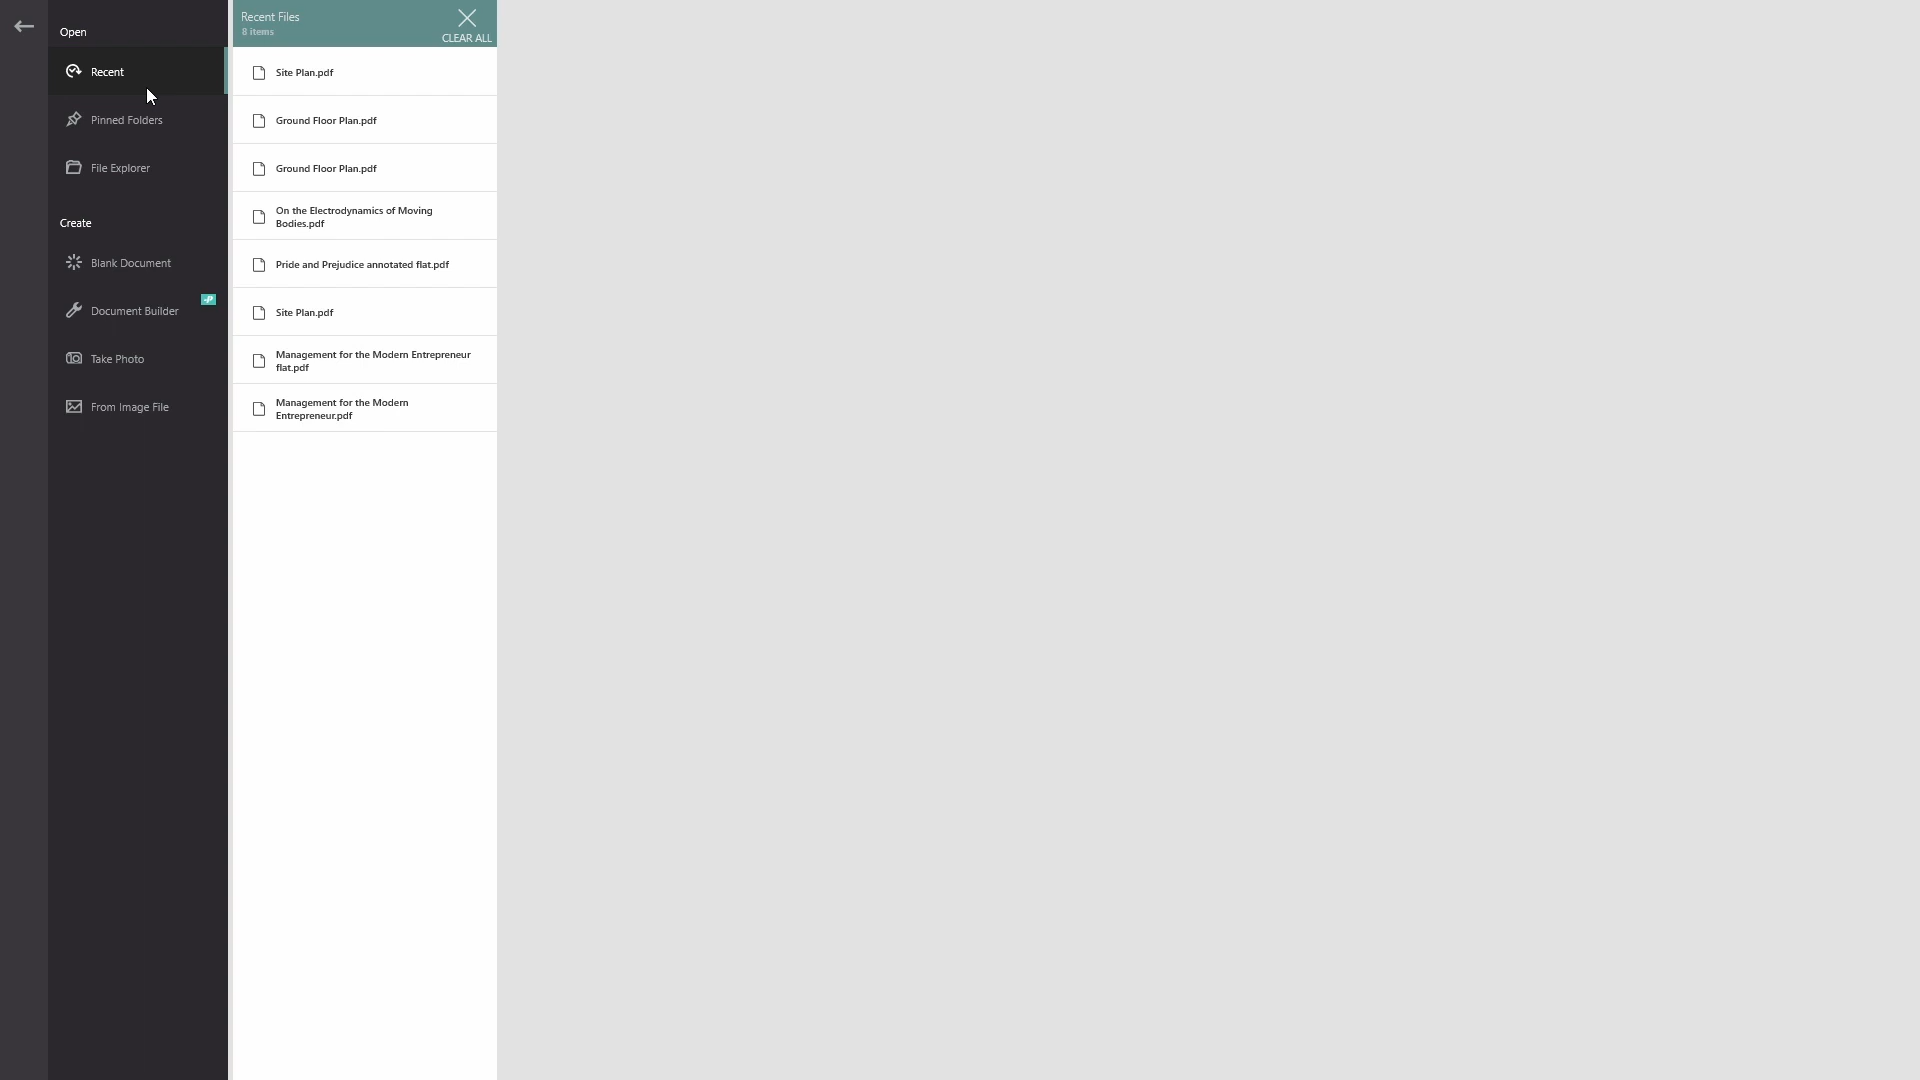 Open
Recent
Pinned Folders
File Explorer
Create
Blank Document
Document Builder
Take Photo
From Image File
Recent Files
8 items
CLEAR ALL
Site Plan.pdf
Ground Floor Plan.pdf
Ground Floor Plan.pdf
On the Electrodynamics of Moving
Bodies.pdf
Pride and Prejudice annotated flat.pdf
Site Plan.pdf
Management for the Modern Entrepreneur
flat.pdf
Management for the Modern
Entrepreneur.pdf